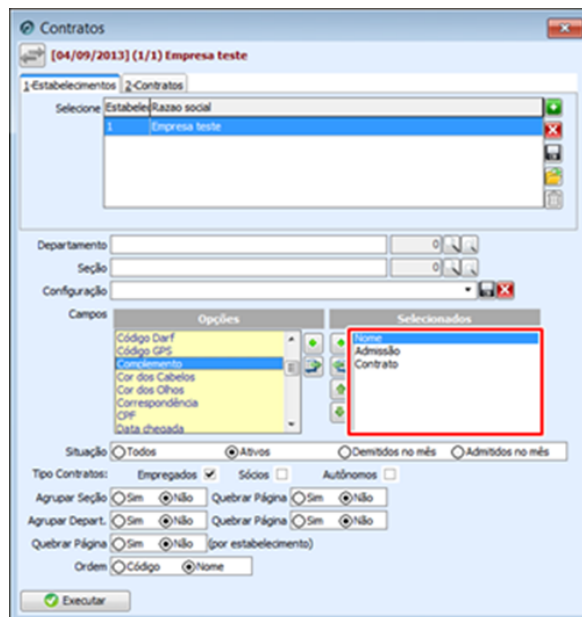 Contratos
[04/09/2013] (1/1) Empresa teste
1-Estabelecimentos 2-Contratos
Selecione Estabelec Razao social
1 Empresa teste
Departamento 0
Seção 0
Configuração
Campos Opções Selecionados
Código Darf Nome
Código GPS Admissão
Complemento Contrato
Cor dos Cabelos
Cor dos Olhos
Correspondência
CPF
Data chegada
Situação Todos Ativos Demitidos no mês Admitidos no mês
Tipo Contratos: Empregados Sócios Autônomos
Agrupar Seção Sim Não Quebrar Página Sim Não
Agrupar Depart. Sim Não Quebrar Página Sim Não
Quebrar Página Sim Não (por estabelecimento)
Ordem Código Nome
Executar